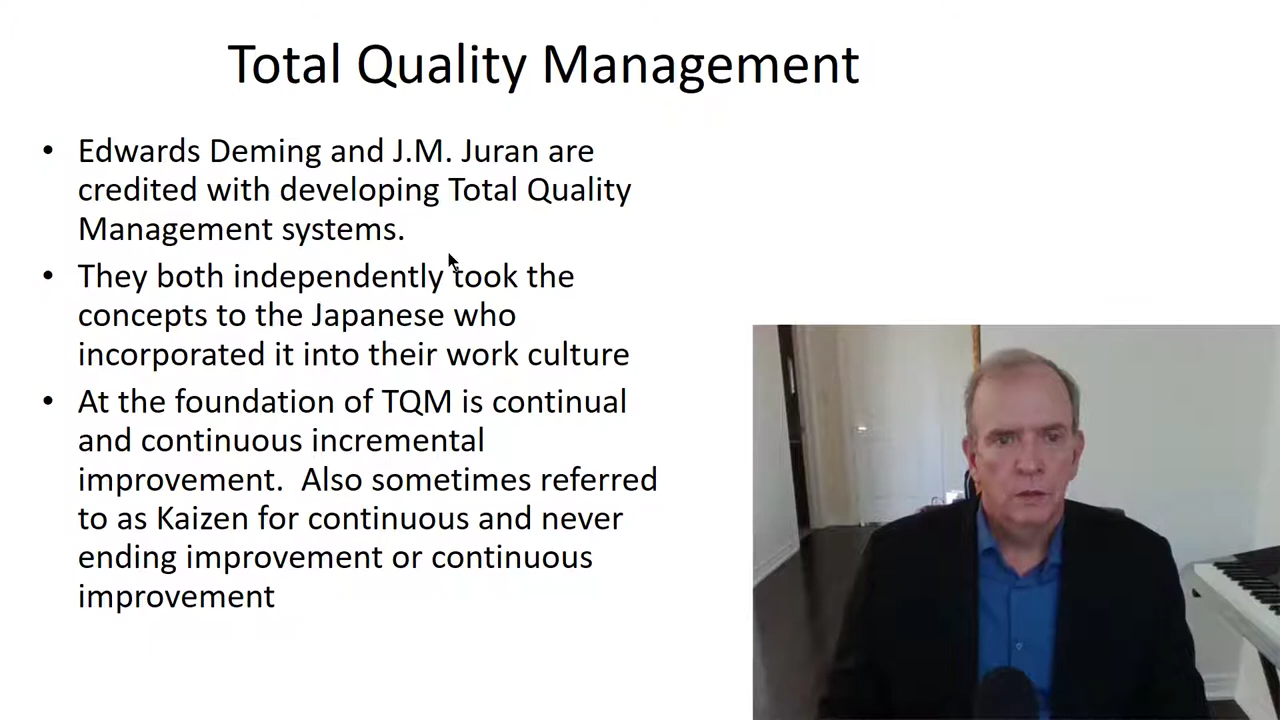 Total Quality Management
• Edwards Deming and J.M. Juran are
credited with developing Total Quality
Management systems.
• They both independently took the
concepts to the Japanese who
incorporated it into their work culture
• At the foundation of TQM is continual
and continuous incremental
improvement.  Also sometimes referred
to as Kaizen for continuous and never
ending improvement or continuous
improvement